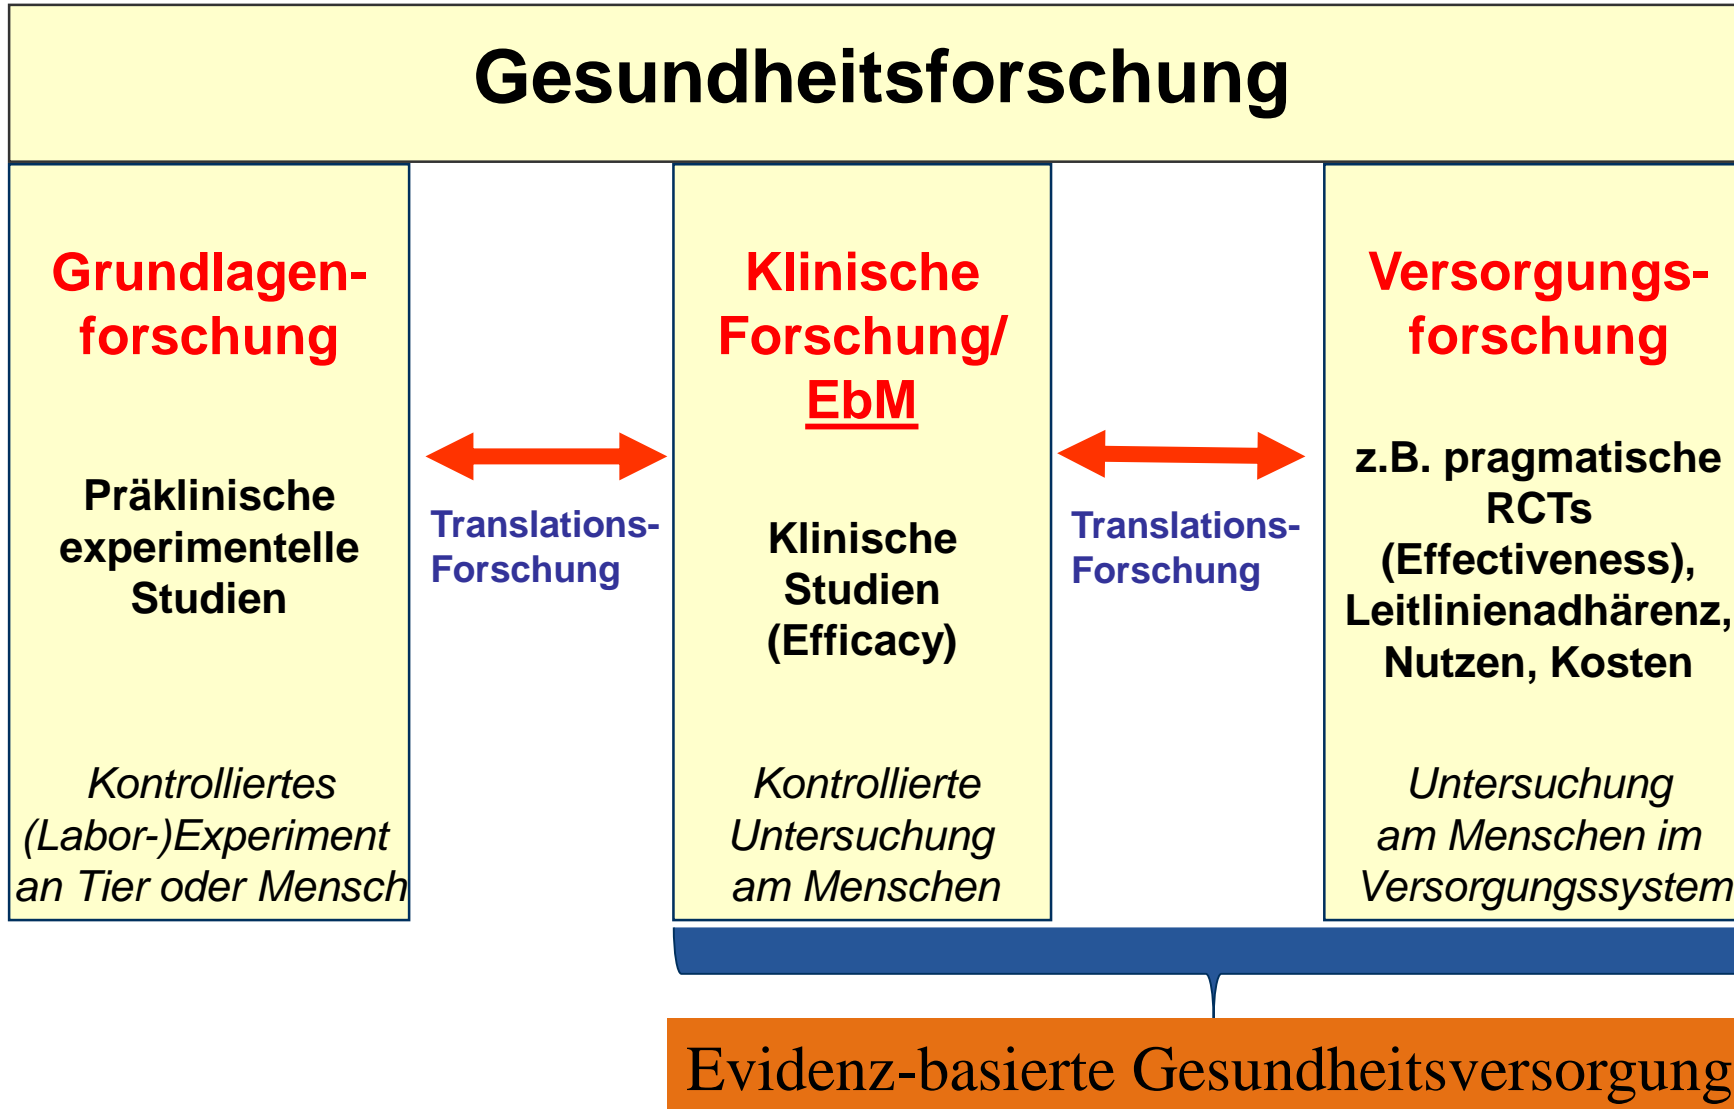 Gesundheitsforschung
Grundlagen-
forschung
Präklinische
experimentelle
Studien
Kontrolliertes
(Labor-)Experiment
an Tier oder Mensch
Translations-
Forschung
Klinische
Forschung/
EbM
Klinische
Studien
(Efficacy)
Kontrollierte
Untersuchung
am Menschen
Translations-
Forschung
Versorgungs-
forschung
z.B. pragmatische
RCTs
(Effectiveness),
Leitlinienadhärenz,
Nutzen, Kosten
Untersuchung
am Menschen im
Versorgungssystem
Evidenz-basierte Gesundheitsversorgung